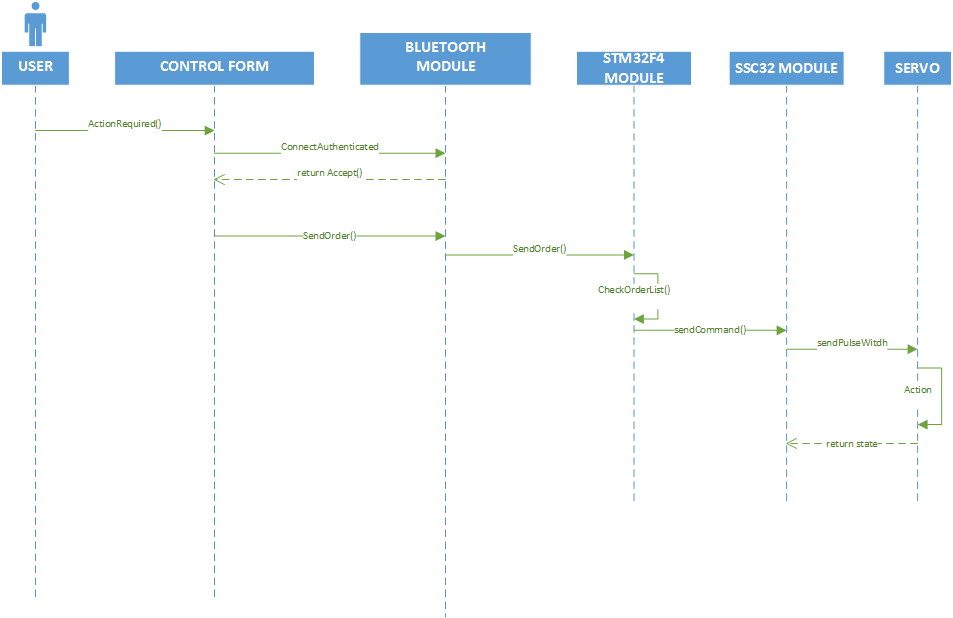 USER
CONTROL FORM
BLUETOOTH
MODULE
STM32F4
MODULE
SSC32 MODULE
SERVO
ActionRequired()
ConnectAuthenticated
return Accept()
SendOrder()
SendOrder()
CheckOrderList()
sendCommand()
sendPulseWitdh
Action
return state